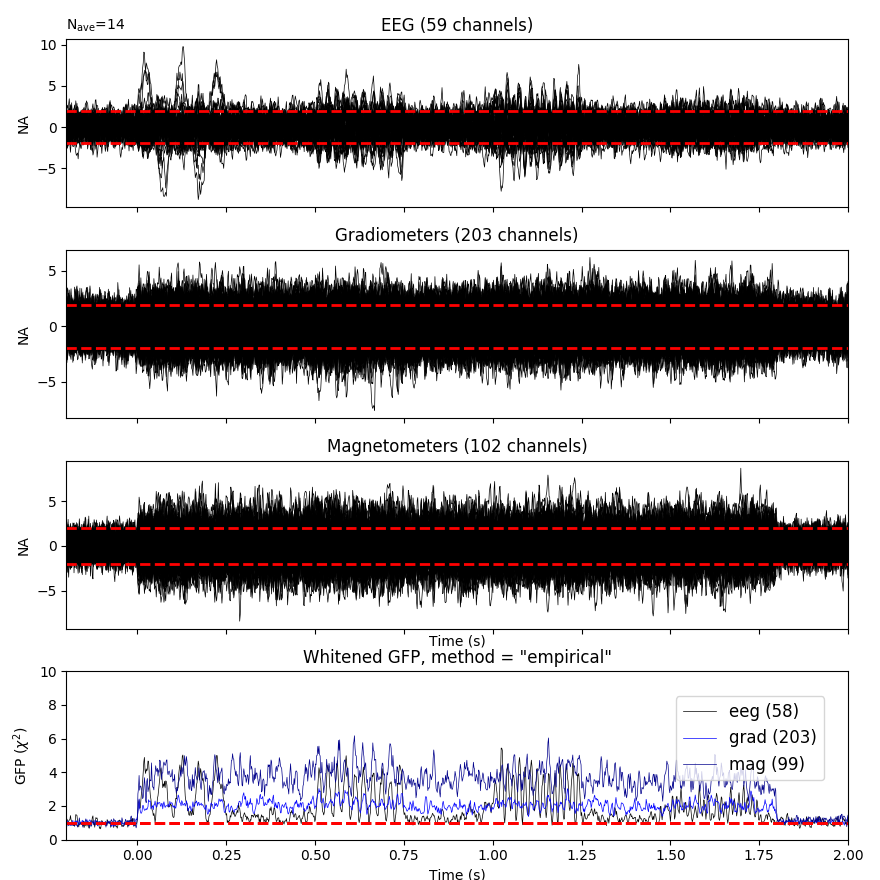 Nave=14
EEG (59 channels)
10
5
0
−5
NA
Gradiometers (203 channels)
5
0
−5
NA
Magnetometers (102 channels)
5
0
−5
NA
Time (s)
Whitened GFP, method = "empirical"
10
8
6
4
2
0
GFP (χ²)
eeg (58)
grad (203)
mag (99)
0.00 0.25 0.50 0.75 1.00 1.25 1.50 1.75 2.00
Time (s)